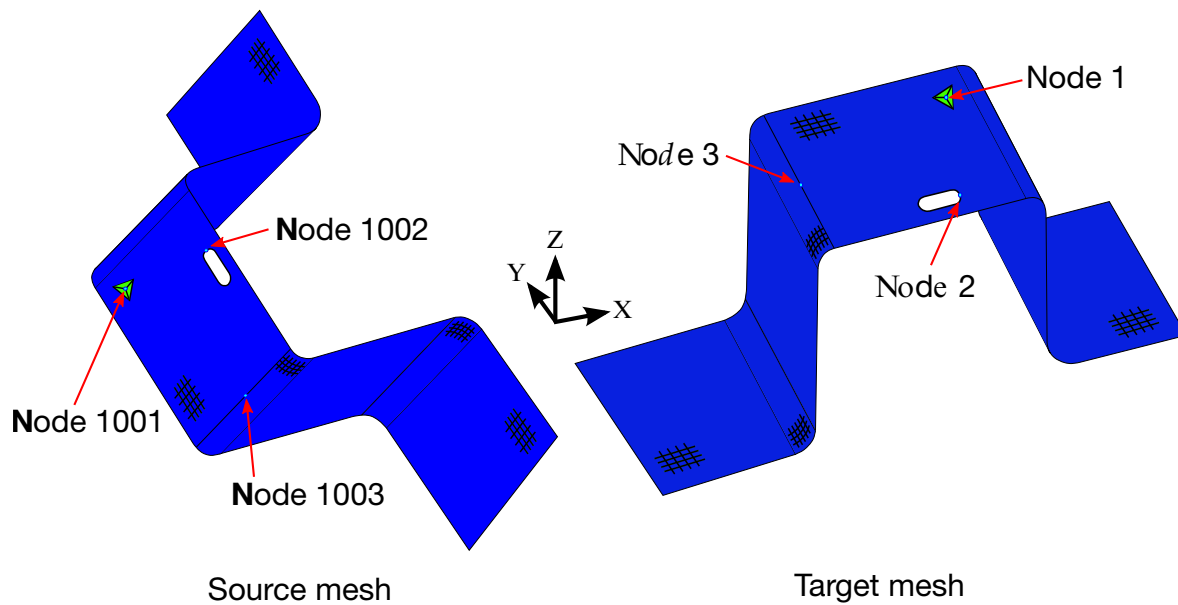 Node 1
Node 3
Node 1002
Z
Y
X
Node 2
Node 1001
Node 1003
Source mesh
Target mesh